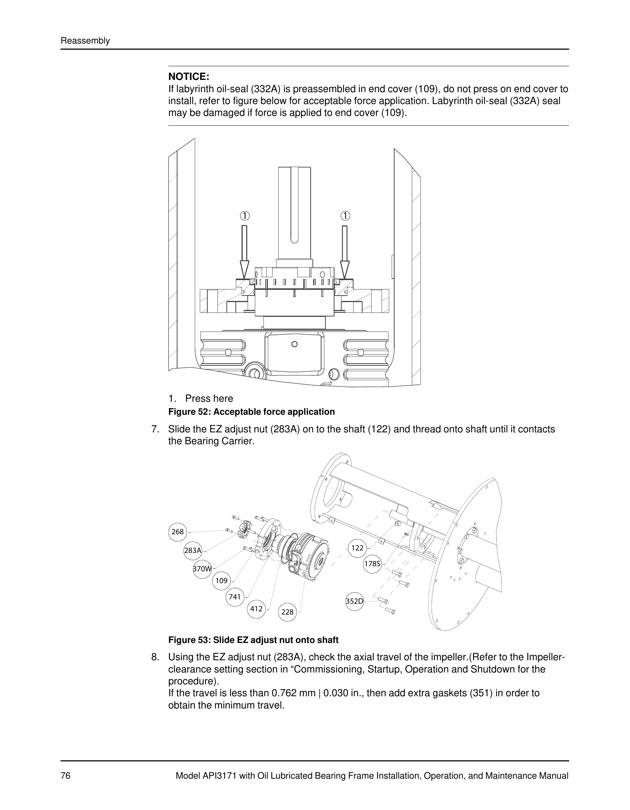 Reassembly
NOTICE:
If labyrinth oil-seal (332A) is preassembled in end cover (109), do not press on end cover to
install, refer to figure below for acceptable force application. Labyrinth oil-seal (332A) seal
may be damaged if force is applied to end cover (109).
1 1
1. Press here
Figure 52: Acceptable force application
7. Slide the EZ adjust nut (283A) on to the shaft (122) and thread onto shaft until it contacts
the Bearing Carrier.
268
283A
370W
109
741
412
228
122
178S
352D
Figure 53: Slide EZ adjust nut onto shaft
8. Using the EZ adjust nut (283A), check the axial travel of the impeller.(Refer to the Impeller-
clearance setting section in “Commissioning, Startup, Operation and Shutdown for the
procedure).
If the travel is less than 0.762 mm | 0.030 in., then add extra gaskets (351) in order to
obtain the minimum travel.
76 Model API3171 with Oil Lubricated Bearing Frame Installation, Operation, and Maintenance Manual